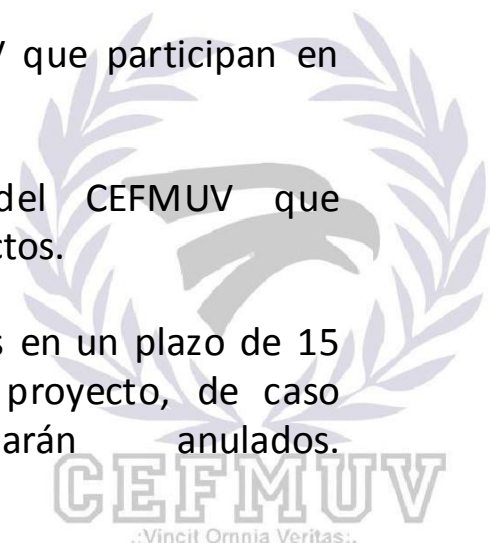 que participan en
del CEFMUV que
ctos.
s en un plazo de 15
proyecto, de caso
arán anulados.
CEFMUV
.:Vincit Omnia Veritas:.